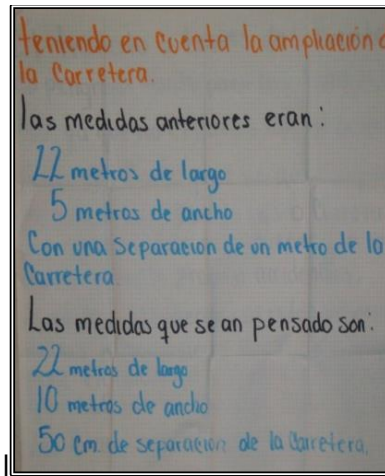 teniendo en cuenta la ampliación
la Carretera.
las medidas anteriores eran:
22 metros de largo
5 metros de ancho
Con una Separacion de un metro de la
Carretera
Las medidas que se an pensado son:
22 metros de largo
10 metros de ancho
50 cm de separacion de la Carretera.